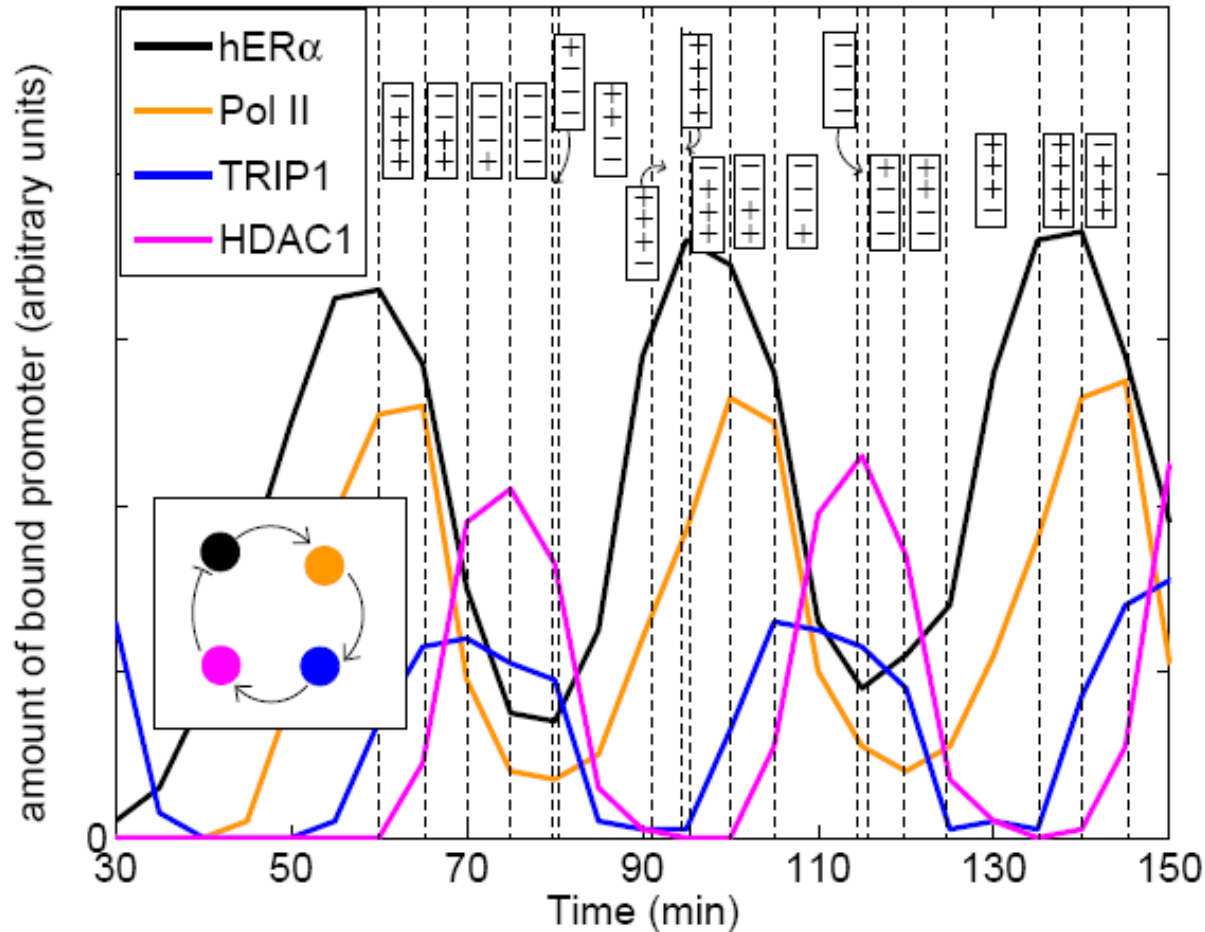 hERα
Pol II
TRIP1
HDAC1
amount of bound promoter (arbitrary units)
0
30 50 70 90 110 130 150
Time (min)